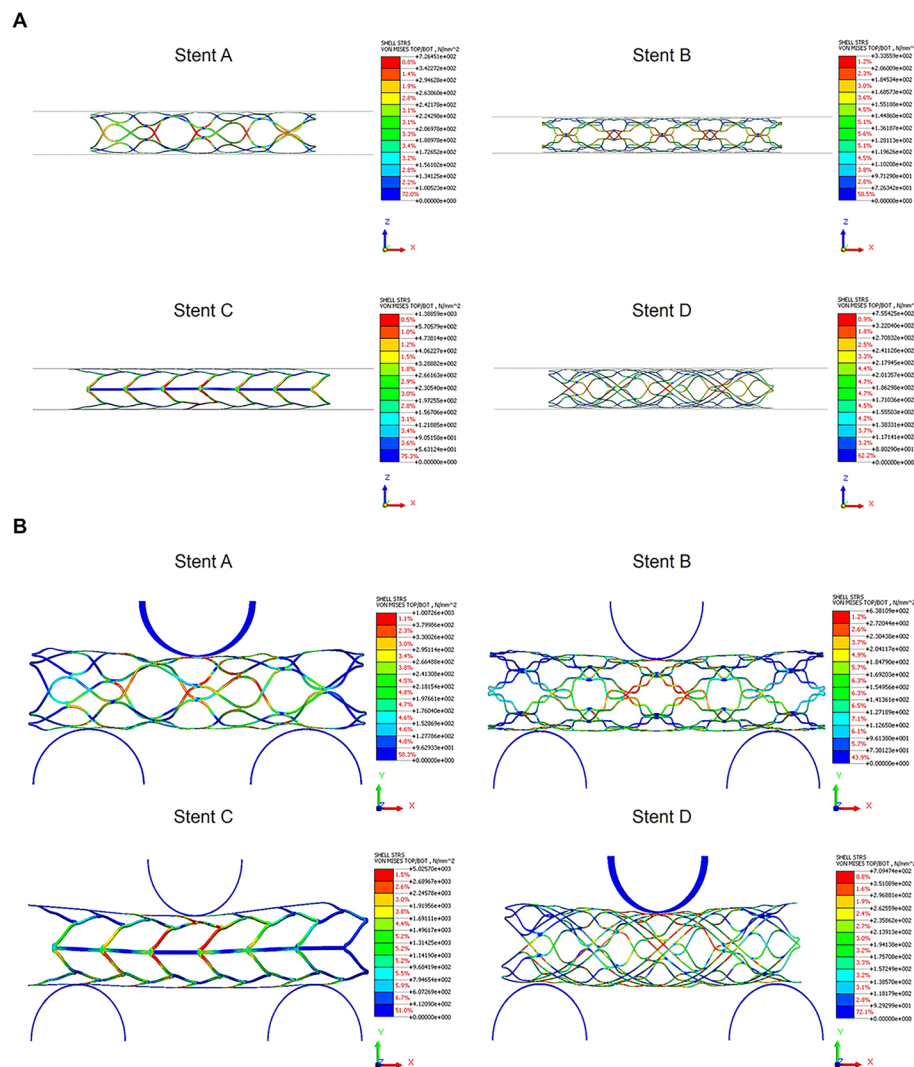 A
Stent A
SHELL STRS
VON MISES TOP/BOT , N/mm^2
+7.26451e+002
0.8%
+3.42272e+002
1.4%
+2.94628e+002
1.9%
+2.63860e+002
2.8%
+2.42178e+002
3.1%
+2.24298e+002
3.1%
+2.06978e+002
3.3%
+1.88970e+002
3.4%
+1.72652e+002
3.2%
+1.56102e+002
2.8%
+1.34125e+002
2.2%
+1.00523e+002
72.0%
+0.00000e+000
Z
Y
X
Stent B
SHELL STRS
VON MISES TOP/BOT , N/mm^2
+3.33559e+002
1.2%
+2.06009e+002
2.3%
+1.84534e+002
3.0%
+1.68573e+002
3.6%
+1.55188e+002
4.5%
+1.44860e+002
5.1%
+1.36187e+002
5.6%
+1.28113e+002
5.1%
+1.19626e+002
4.5%
+1.10208e+002
3.8%
+9.71290e+001
2.8%
+7.26342e+001
58.5%
+0.00000e+000
Z
Y
X
Stent C
SHELL STRS
VON MISES TOP/BOT , N/mm^2
+1.38859e+003
0.5%
+5.70579e+002
1.0%
+4.73814e+002
1.2%
+4.06227e+002
1.5%
+3.28882e+002
1.8%
+2.66163e+002
2.9%
+2.30540e+002
3.0%
+1.97255e+002
2.8%
+1.56706e+002
3.1%
+1.21885e+002
3.4%
+9.05158e+001
3.6%
+5.63124e+001
75.3%
+0.00000e+000
Z
Y
X
Stent D
SHELL STRS
VON MISES TOP/BOT , N/mm^2
+7.55425e+002
0.9%
+3.22040e+002
2.5%
+2.70832e+002
3.3%
+2.41128e+002
4.4%
+2.17945e+002
4.4%
+2.01357e+002
4.7%
+1.86298e+002
4.7%
+1.71036e+002
4.5%
+1.55503e+002
4.2%
+1.38331e+002
3.7%
+1.17141e+002
3.2%
+8.80290e+001
62.2%
+0.00000e+000
Z
Y
X
B
Stent A
SHELL STRS
VON MISES TOP/BOT , N/mm^2
+1.00726e+003
1.1%
+3.79986e+002
2.3%
+3.30026e+002
3.0%
+2.95114e+002
3.4%
+2.66488e+002
3.8%
+2.41308e+002
4.5%
+2.18154e+002
4.8%
+1.97661e+002
4.7%
+1.76040e+002
4.6%
+1.52869e+002
4.6%
+1.27786e+002
4.8%
+9.62933e+001
58.3%
+0.00000e+000
Y
Z
X
Stent B
SHELL STRS
VON MISES TOP/BOT , N/mm^2
+6.38109e+002
1.2%
+2.72044e+002
2.6%
+2.30438e+002
3.7%
+2.04117e+002
4.9%
+1.84790e+002
5.7%
+1.69203e+002
6.3%
+1.54956e+002
6.3%
+1.41361e+002
6.5%
+1.27189e+002
7.1%
+1.12650e+002
6.1%
+9.61380e+001
5.7%
+7.30123e+001
43.9%
+0.00000e+000
Y
Z
X
Stent C
SHELL STRS
VON MISES TOP/BOT , N/mm^2
+5.02570e+003
1.5%
+2.68967e+003
2.6%
+2.24578e+003
3.0%
+1.91956e+003
3.8%
+1.69111e+003
+1.49617e+003
5.2%
+1.31425e+003
5.2%
+1.14190e+003
5.2%
+9.68419e+002
5.5%
+7.94654e+002
5.9%
+6.07269e+002
6.7%
+4.12090e+002
51.0%
+0.00000e+000
Y
Z
X
Stent D
SHELL STRS
VON MISES TOP/BOT , N/mm^2
+7.09474e+002
0.8%
+3.51089e+002
1.6%
+2.96881e+002
1.9%
+2.62559e+002
2.4%
+2.35862e+002
2.7%
+2.13913e+002
3.0%
+1.94138e+002
3.2%
+1.75700e+002
3.3%
+1.57249e+002
3.2%
+1.38570e+002
3.1%
+1.18179e+002
2.8%
+9.29299e+001
72.1%
+0.00000e+000
Y
Z
X